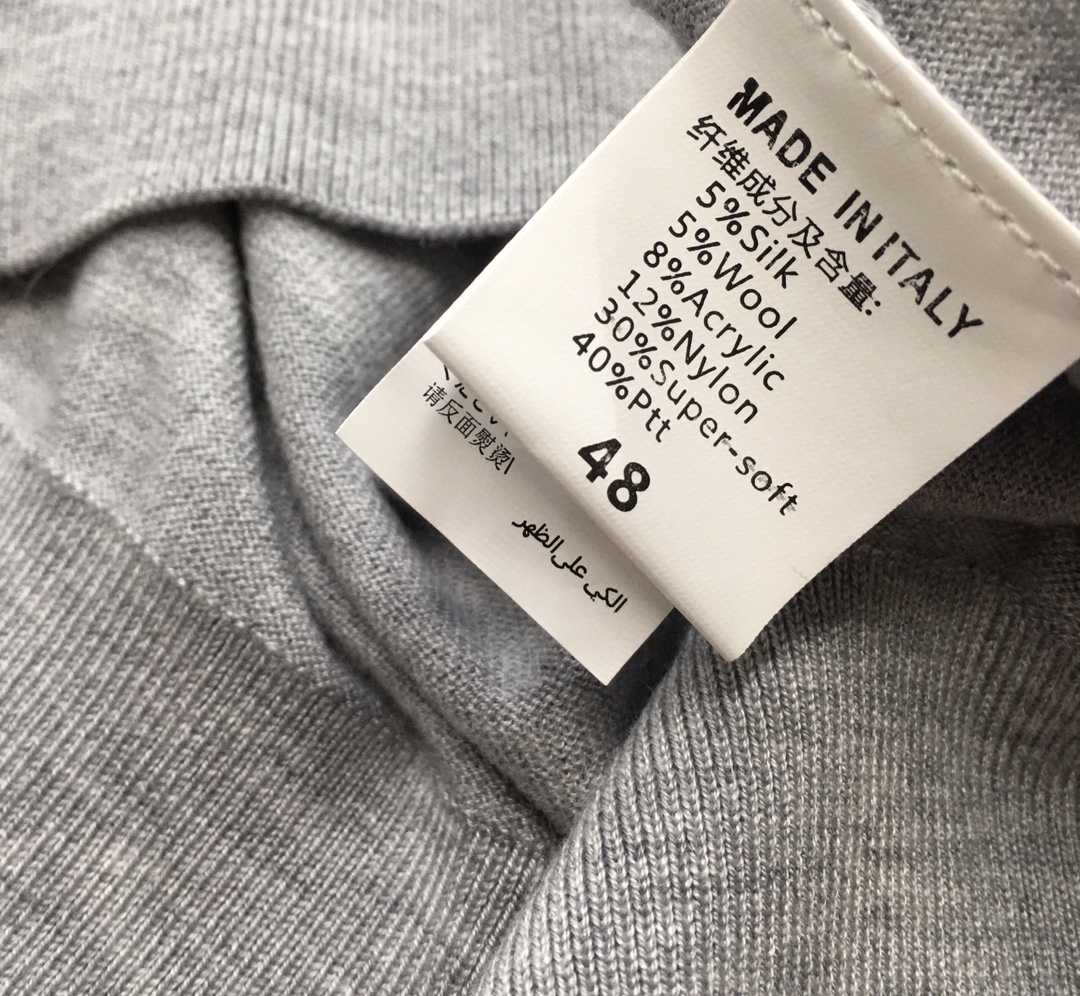 MADE IN ITALY
纤维成分及含量:
5%Silk
5%Wool
8%Acrylic
12%Nylon
30%Super-soft
40%Ptt
48
请反面熨烫
الكي على الظهر